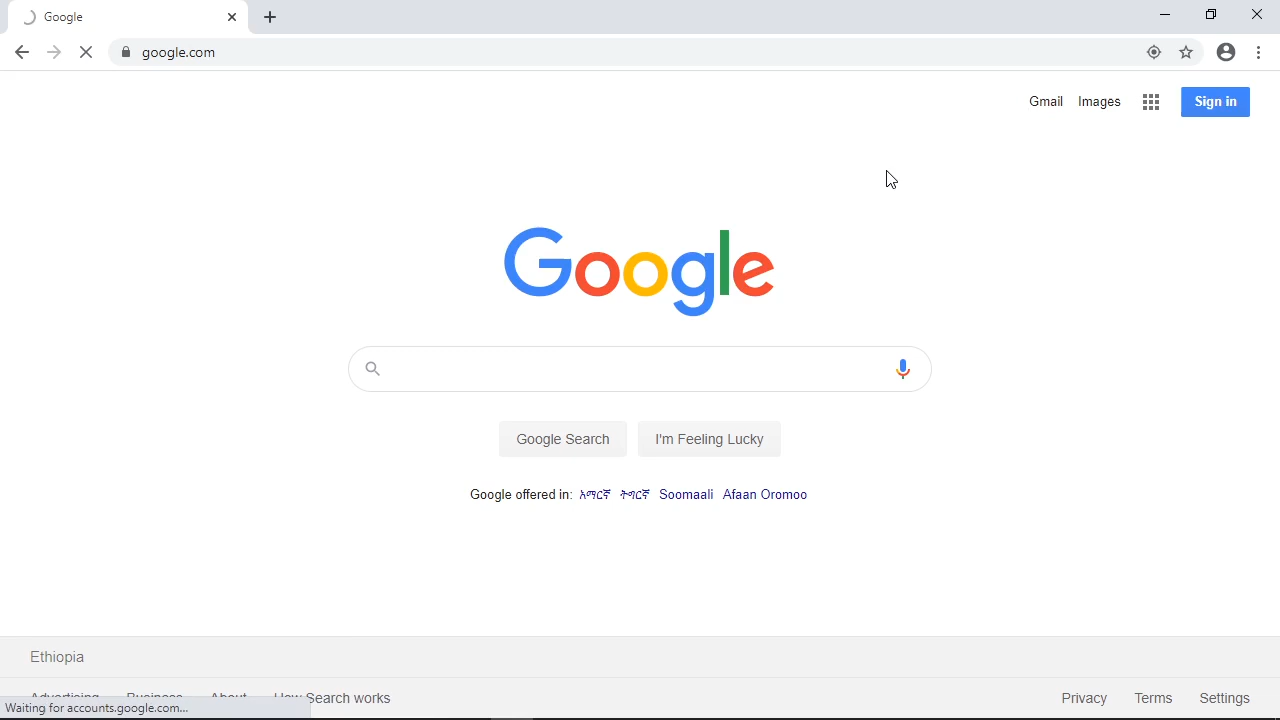 Google
google.com
Gmail Images Sign in
Google
Google Search I'm Feeling Lucky
Google offered in: አማርኛ ትግርኛ Soomaali Afaan Oromoo
Ethiopia
Advertising Business About How Search works Privacy Terms Settings
Waiting for accounts.google.com...